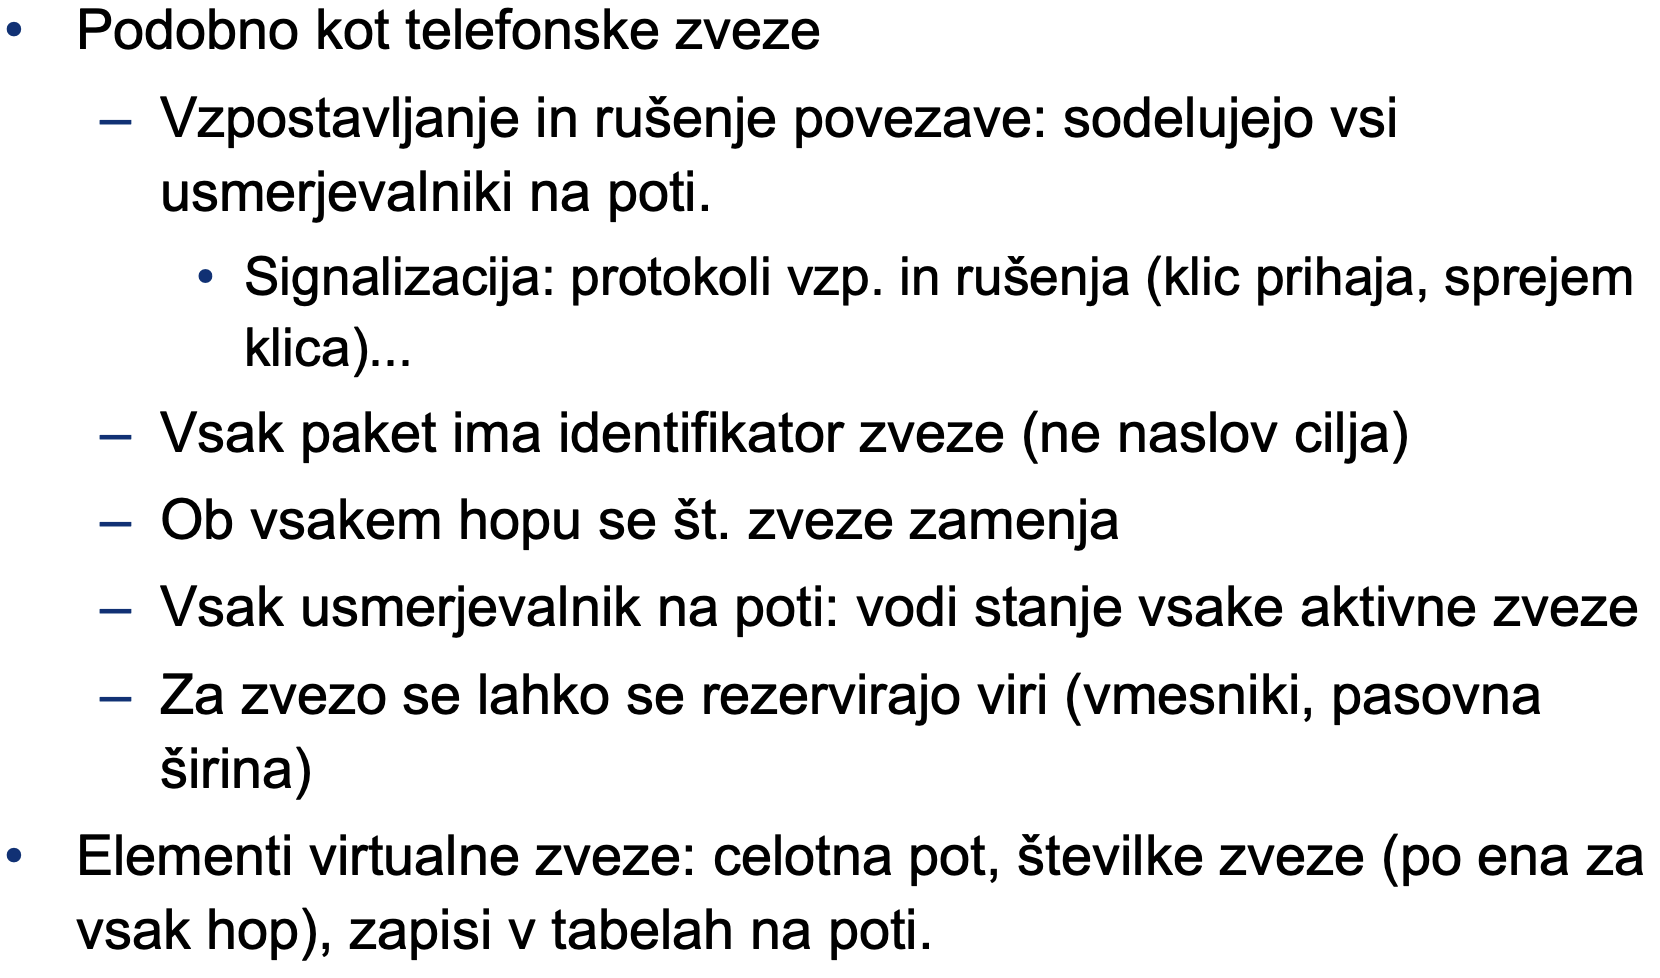 • Podobno kot telefonske zveze
– Vzpostavljanje in rušenje povezave: sodelujejo vsi
usmerjevalniki na poti.
• Signalizacija: protokoli vzp. in rušenja (klic prihaja, sprejem
klica)...
– Vsak paket ima identifikator zveze (ne naslov cilja)
– Ob vsakem hopu se št. zveze zamenja
– Vsak usmerjevalnik na poti: vodi stanje vsake aktivne zveze
– Za zvezo se lahko se rezervirajo viri (vmesniki, pasovna
širina)
• Elementi virtualne zveze: celotna pot, številke zveze (po ena za
vsak hop), zapisi v tabelah na poti.